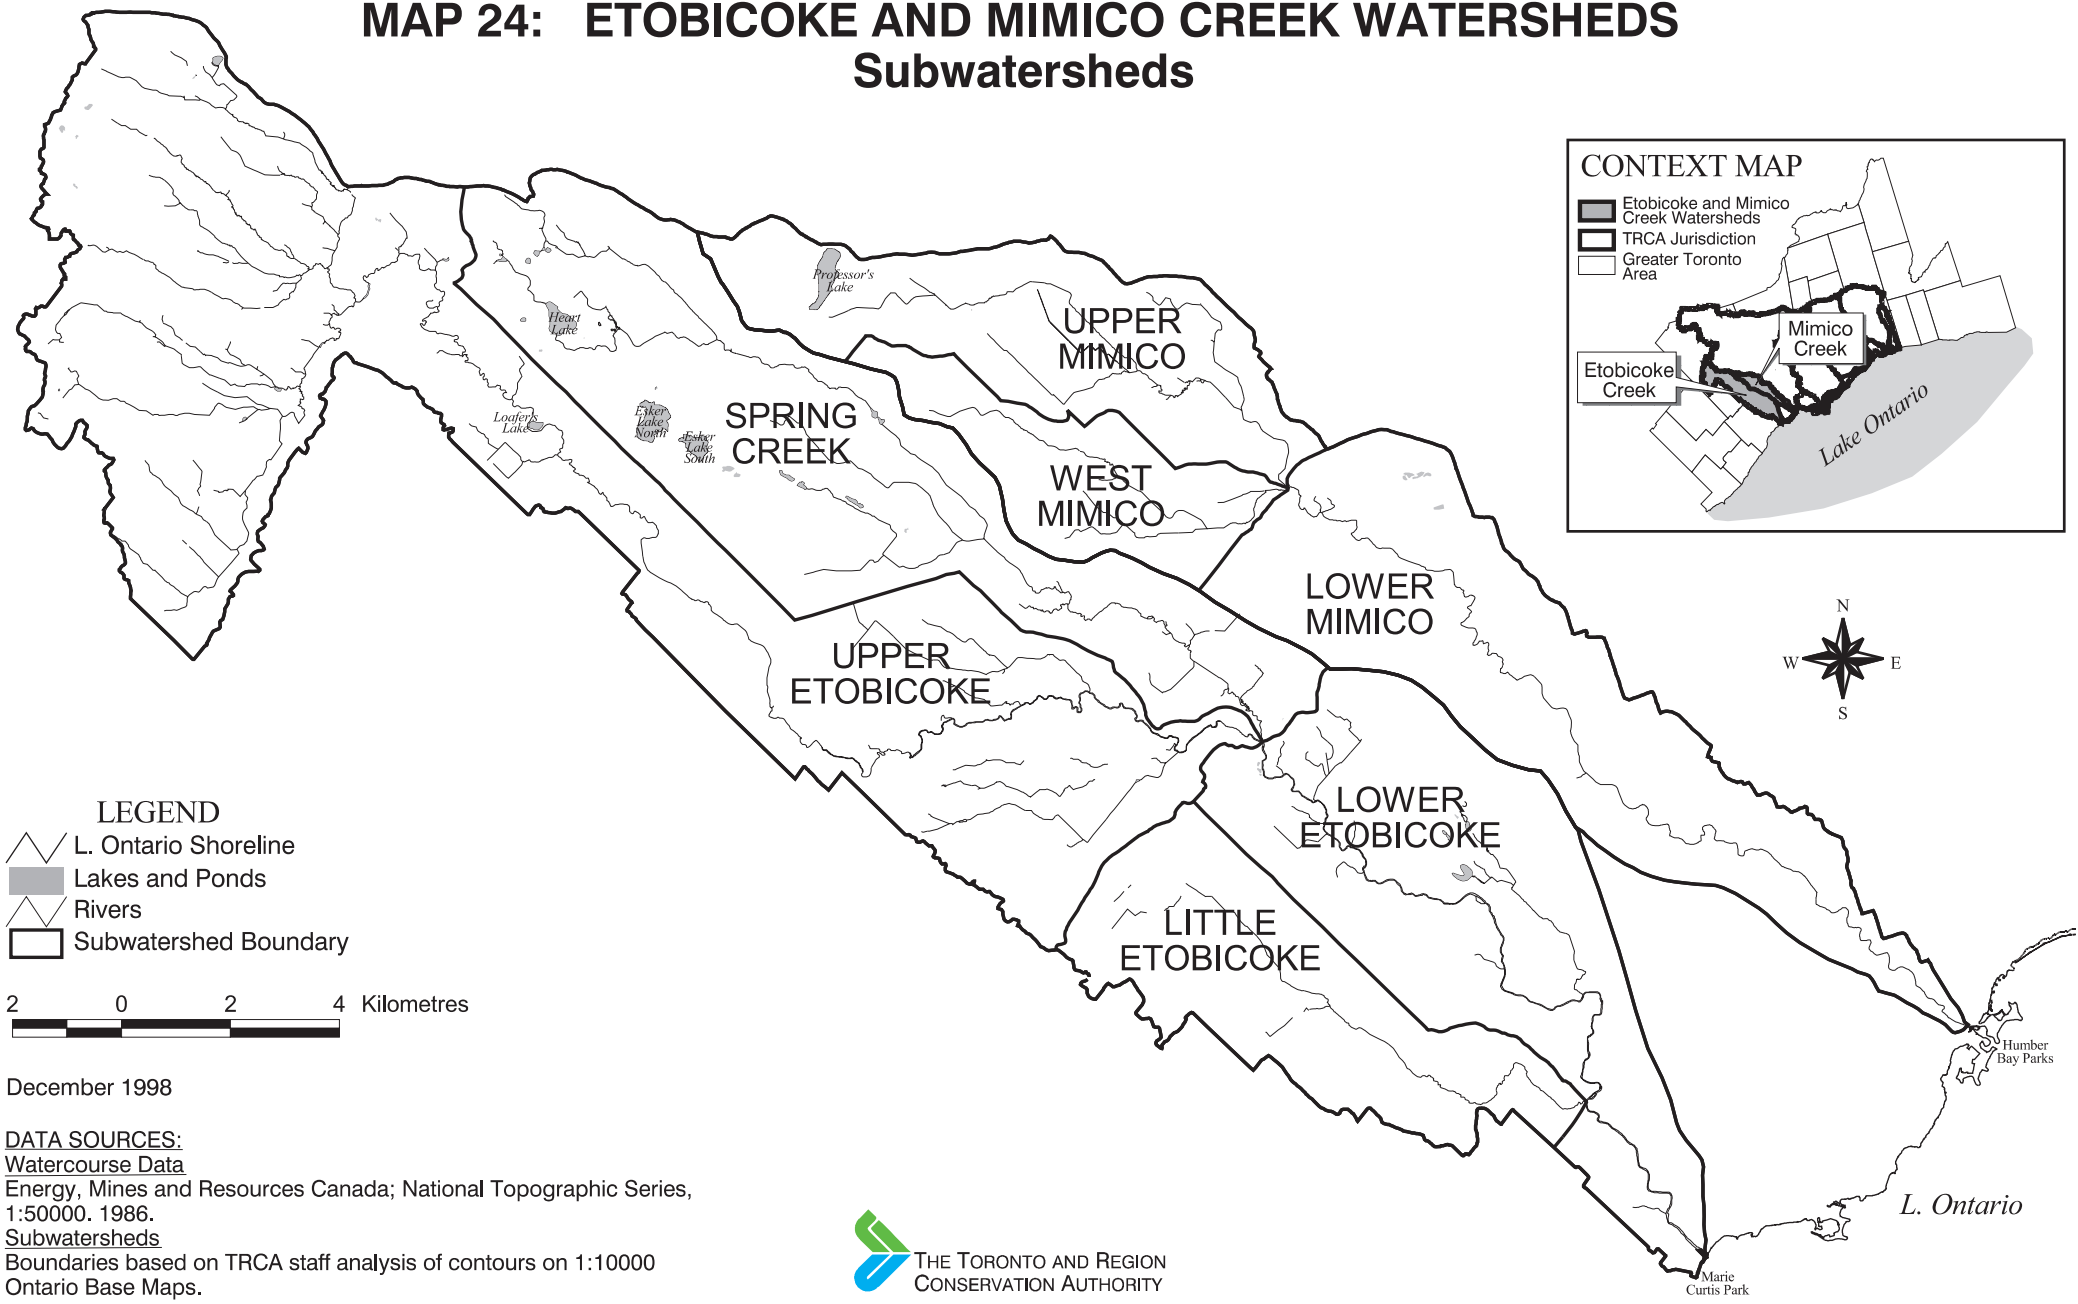 MAP 24: ETOBICOKE AND MIMICO CREEK WATERSHEDS
Subwatersheds
CONTEXT MAP
Etobicoke and Mimico
Creek Watersheds
TRCA Jurisdiction
Greater Toronto
Area
Mimico
Creek
Etobicoke
Creek
Lake Ontario
Professor's
Lake
UPPER
MIMICO
Heart
Lake
Loafer's
Lake
Esker
Lake
North
Esker
Lake
South
SPRING
CREEK
WEST
MIMICO
LOWER
MIMICO
N
W
E
S
UPPER
ETOBICOKE
LOWER
ETOBICOKE
LITTLE
ETOBICOKE
LEGEND
L. Ontario Shoreline
Lakes and Ponds
Rivers
Subwatershed Boundary
2 0 2 4 Kilometres
Humber
Bay Parks
December 1998
DATA SOURCES:
Watercourse Data
Energy, Mines and Resources Canada; National Topographic Series,
1:50000. 1986.
Subwatersheds
Boundaries based on TRCA staff analysis of contours on 1:10000
Ontario Base Maps.
THE TORONTO AND REGION
CONSERVATION AUTHORITY
L. Ontario
Marie
Curtis Park